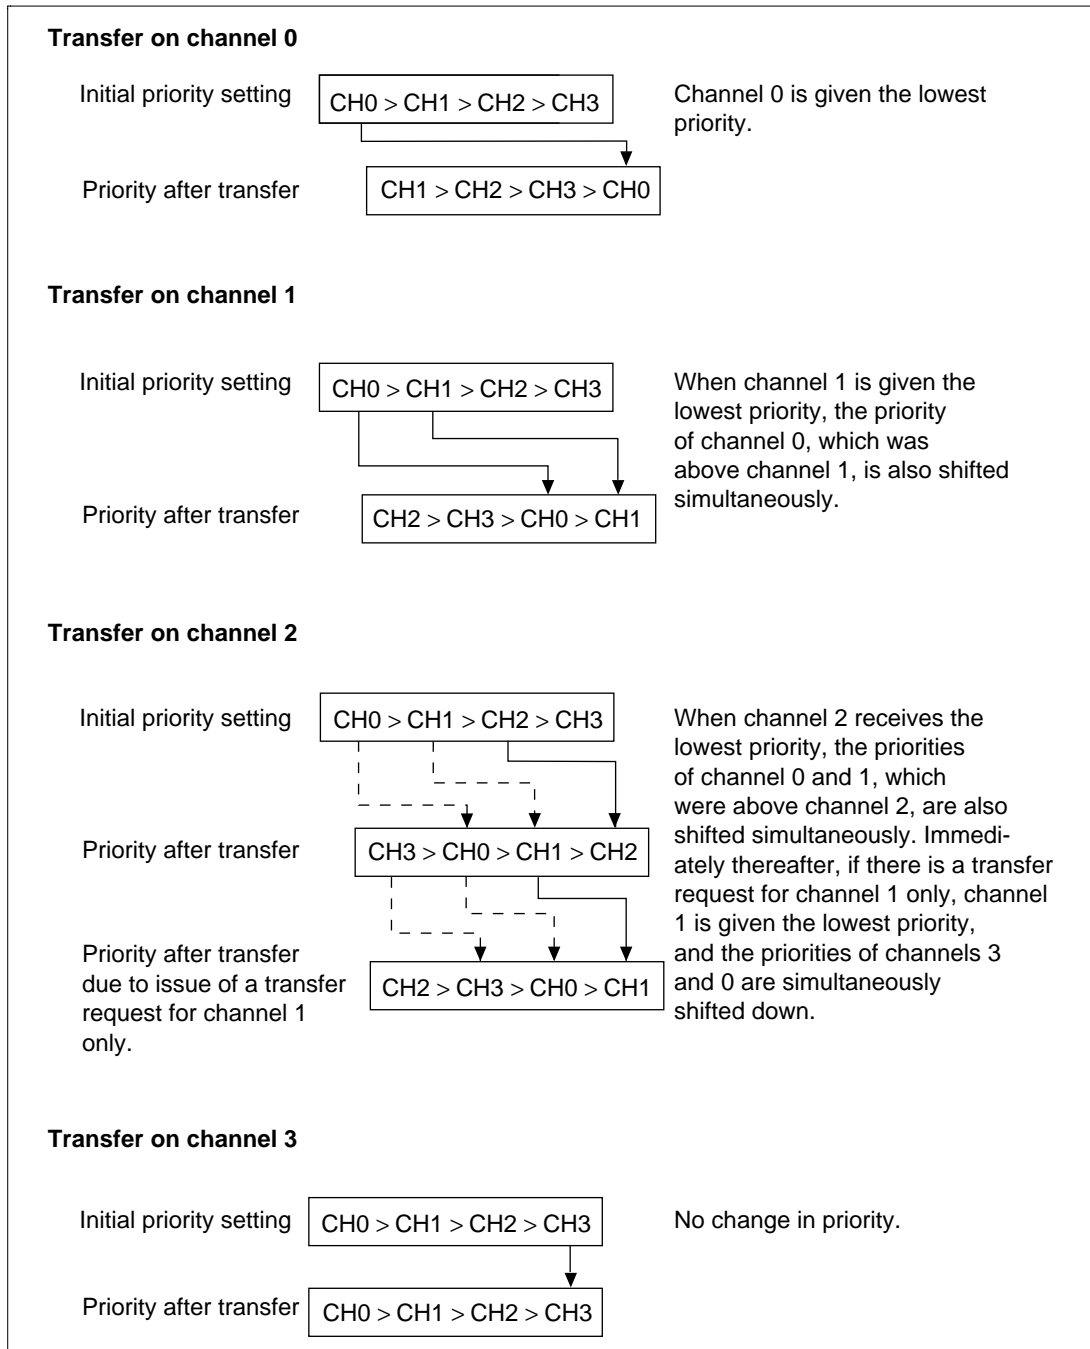 Transfer on channel 0
Initial priority setting
CH0 > CH1 > CH2 > CH3
Channel 0 is given the lowest
priority.
Priority after transfer
CH1 > CH2 > CH3 > CH0
Transfer on channel 1
Initial priority setting
CH0 > CH1 > CH2 > CH3
When channel 1 is given the
lowest priority, the priority
of channel 0, which was
above channel 1, is also shifted
simultaneously.
Priority after transfer
CH2 > CH3 > CH0 > CH1
Transfer on channel 2
Initial priority setting
CH0 > CH1 > CH2 > CH3
When channel 2 receives the
lowest priority, the priorities
of channel 0 and 1, which
were above channel 2, are also
shifted simultaneously. Immedi-
ately thereafter, if there is a transfer
request for channel 1 only, channel
1 is given the lowest priority,
and the priorities of channels 3
and 0 are simultaneously
shifted down.
Priority after transfer
CH3 > CH0 > CH1 > CH2
Priority after transfer
due to issue of a transfer
request for channel 1
only.
CH2 > CH3 > CH0 > CH1
Transfer on channel 3
Initial priority setting
CH0 > CH1 > CH2 > CH3
No change in priority.
Priority after transfer
CH0 > CH1 > CH2 > CH3